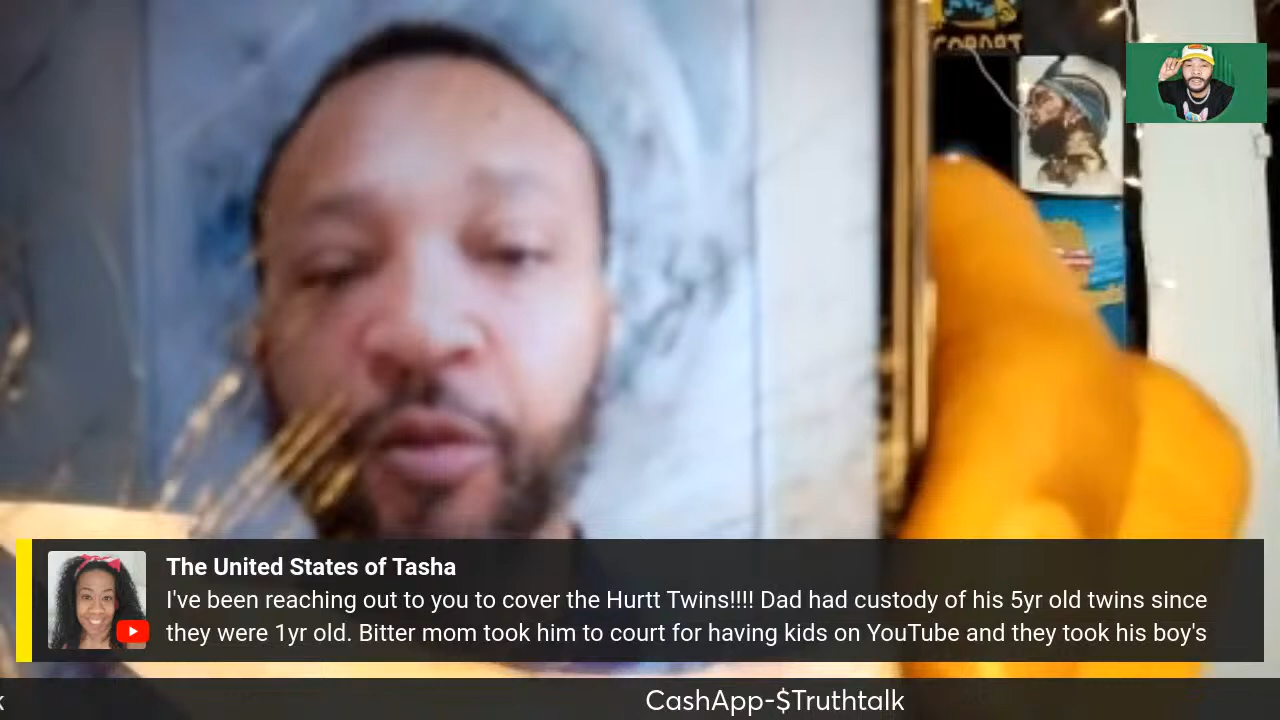 The United States of Tasha
I've been reaching out to you to cover the Hurtt Twins!!!! Dad had custody of his 5yr old twins since
they were 1yr old. Bitter mom took him to court for having kids on YouTube and they took his boy's
CashApp-$Truthtalk